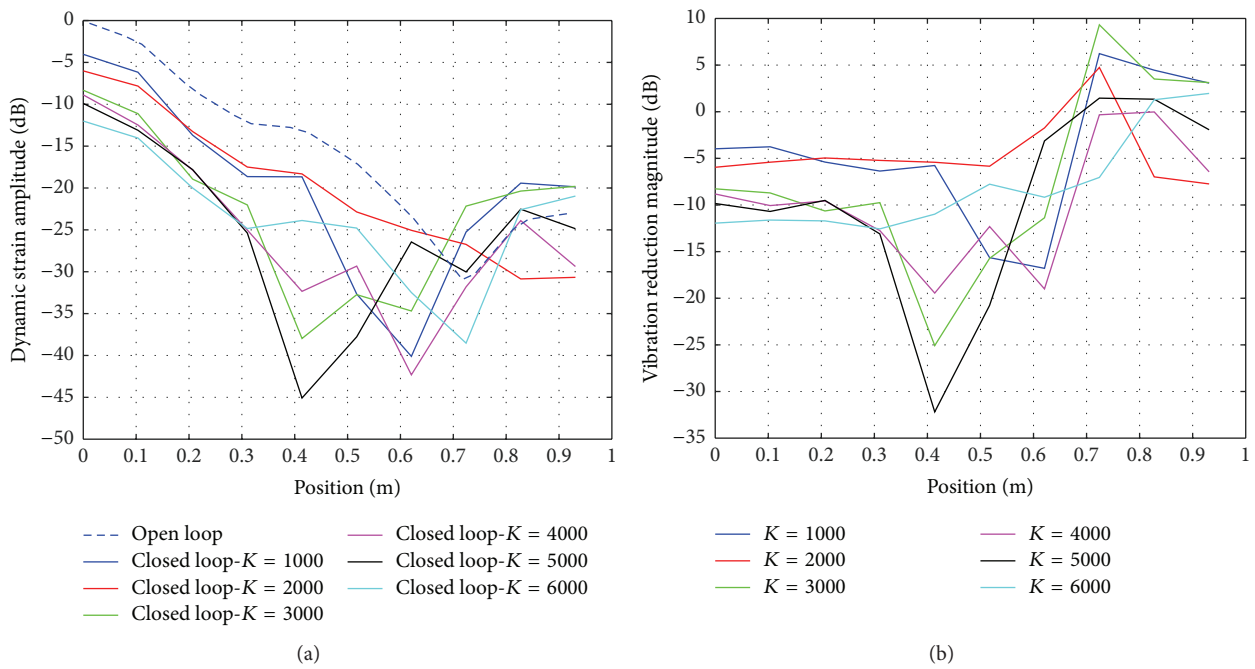 0
−5
−10
−15
−20
−25
−30
−35
−40
−45
−50
Dynamic strain amplitude (dB)
0 0.1 0.2 0.3 0.4 0.5 0.6 0.7 0.8 0.9 1
Position (m)
Open loop
Closed loop-K = 1000
Closed loop-K = 2000
Closed loop-K = 3000
Closed loop-K = 4000
Closed loop-K = 5000
Closed loop-K = 6000
(a)
10
5
0
−5
−10
−15
−20
−25
−30
−35
Vibration reduction magnitude (dB)
0 0.1 0.2 0.3 0.4 0.5 0.6 0.7 0.8 0.9 1
Position (m)
K = 1000
K = 2000
K = 3000
K = 4000
K = 5000
K = 6000
(b)